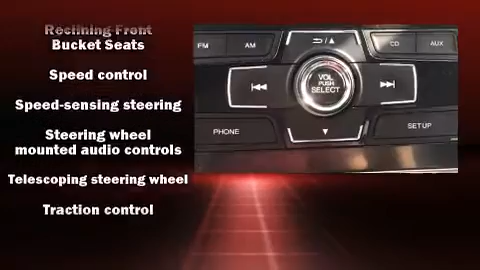 Reclining Front
Bucket Seats
Speed control
Speed-sensing steering
Steering wheel
mounted audio controls
Telescoping steering wheel
Traction control
FM
AM
CD
AUX
VOL
PUSH
SELECT
PHONE
SETUP